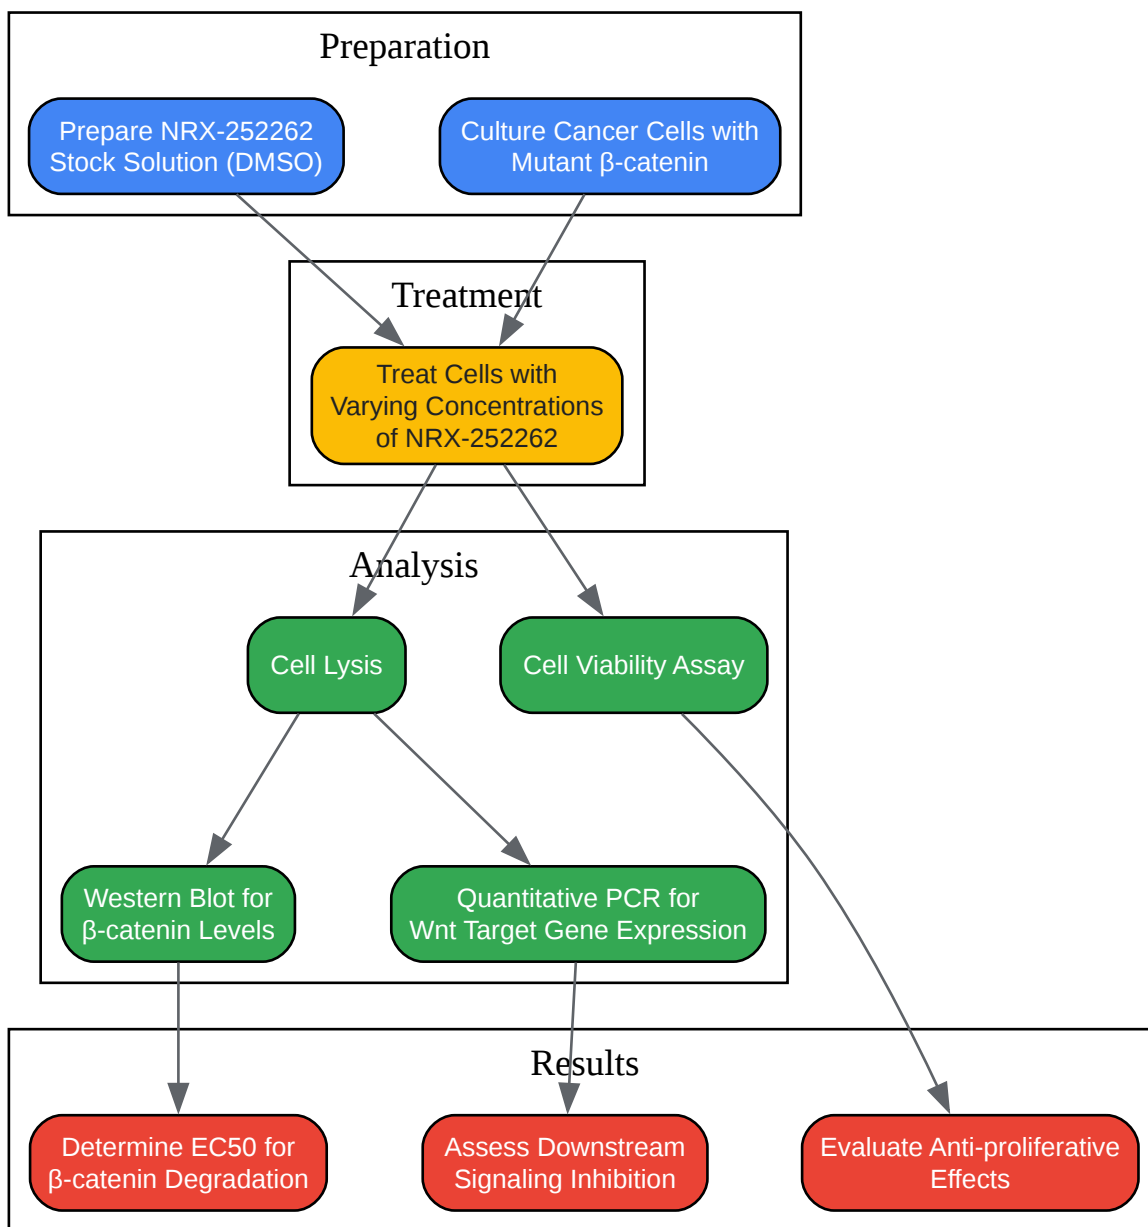 Preparation
Prepare NRX-252262
Stock Solution (DMSO)
Culture Cancer Cells with
Mutant β-catenin
Treatment
Treat Cells with
Varying Concentrations
of NRX-252262
Analysis
Cell Lysis
Cell Viability Assay
Western Blot for
β-catenin Levels
Quantitative PCR for
Wnt Target Gene Expression
Results
Determine EC50 for
β-catenin Degradation
Assess Downstream
Signaling Inhibition
Evaluate Anti-proliferative
Effects